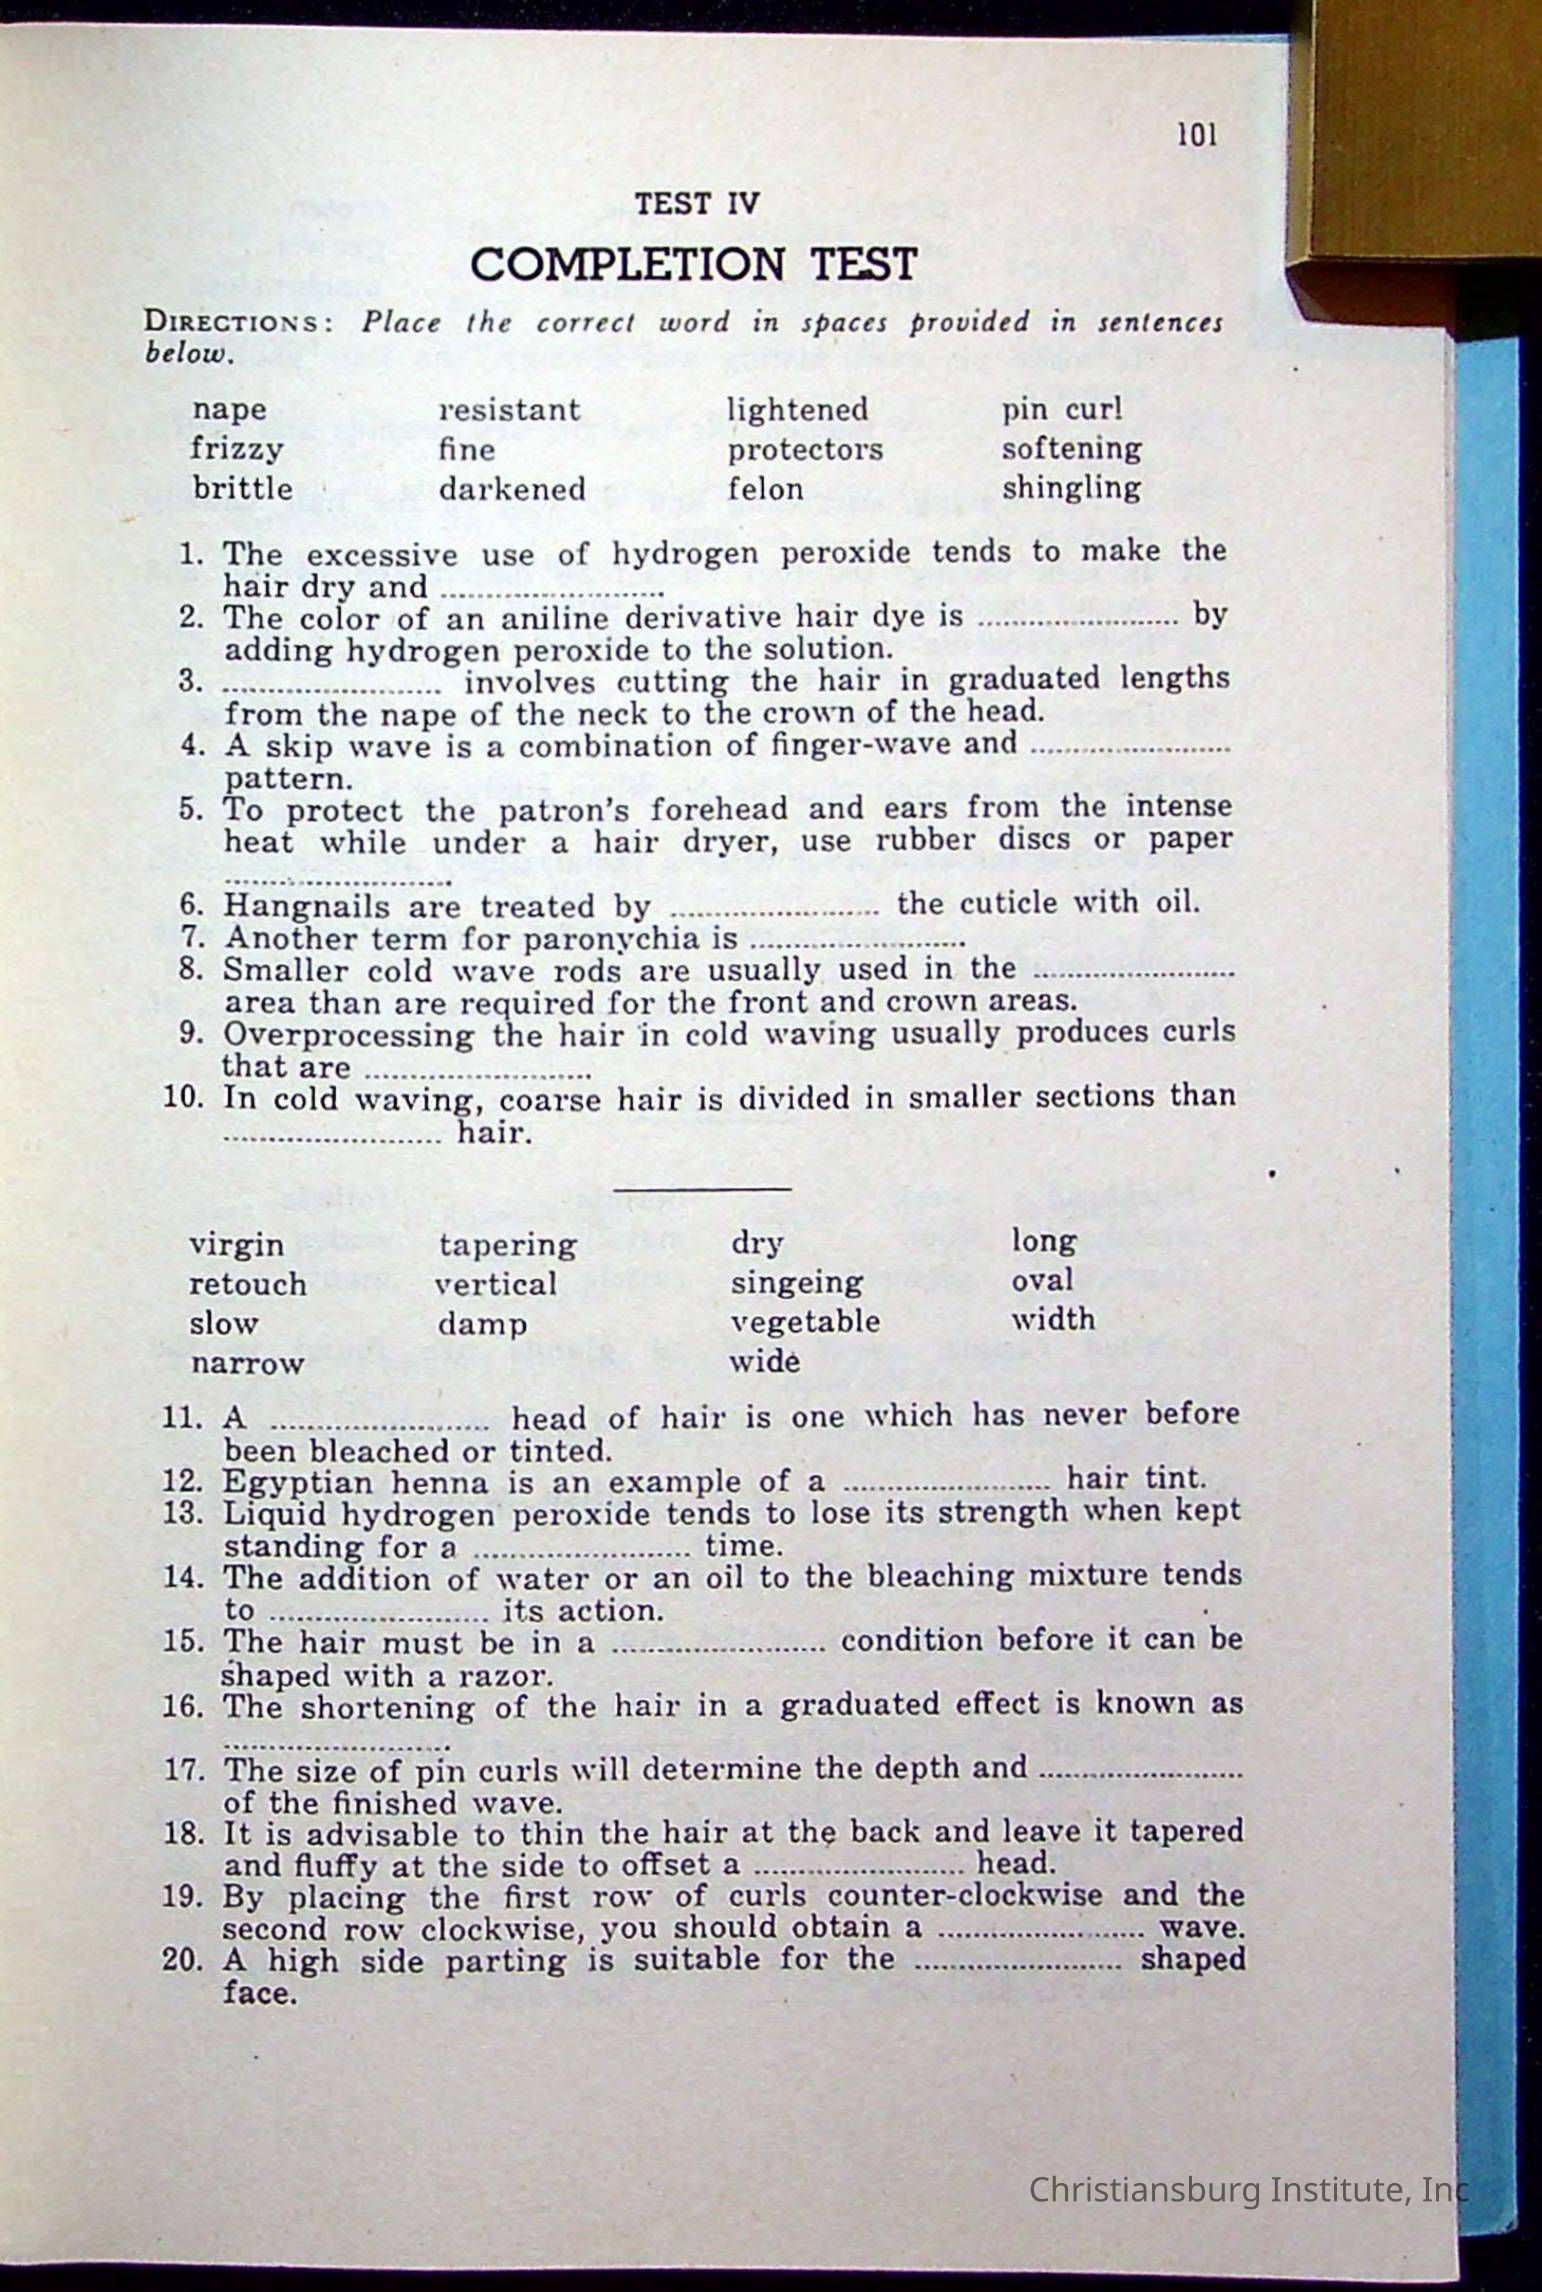 101
TEST IV
COMPLETION TEST
DIRECTIONS: Place the correct word in spaces provided in sentences
below.
nape resistant lightened pin curl
frizzy fine protectors softening
brittle darkened felon shingling
1. The excessive use of hydrogen peroxide tends to make the
hair dry and ........................
2. The color of an aniline derivative hair dye is ........................ by
adding hydrogen peroxide to the solution.
3. ........................ involves cutting the hair in graduated lengths
from the nape of the neck to the crown of the head.
4. A skip wave is a combination of finger-wave and ........................
pattern.
5. To protect the patron's forehead and ears from the intense
heat while under a hair dryer, use rubber discs or paper
........................
6. Hangnails are treated by ........................ the cuticle with oil.
7. Another term for paronychia is ........................
8. Smaller cold wave rods are usually used in the ........................
area than are required for the front and crown areas.
9. Overprocessing the hair in cold waving usually produces curls
that are ........................
10. In cold waving, coarse hair is divided in smaller sections than
........................ hair.
virgin tapering dry long
retouch vertical singeing oval
slow damp vegetable width
narrow wide
11. A ........................ head of hair is one which has never before
been bleached or tinted.
12. Egyptian henna is an example of a ........................ hair tint.
13. Liquid hydrogen peroxide tends to lose its strength when kept
standing for a ........................ time.
14. The addition of water or an oil to the bleaching mixture tends
to ........................ its action.
15. The hair must be in a ........................ condition before it can be
shaped with a razor.
16. The shortening of the hair in a graduated effect is known as
........................
17. The size of pin curls will determine the depth and ........................
of the finished wave.
18. It is advisable to thin the hair at the back and leave it tapered
and fluffy at the side to offset a ........................ head.
19. By placing the first row of curls counter-clockwise and the
second row clockwise, you should obtain a ........................ wave.
20. A high side parting is suitable for the ........................ shaped
face.
Christiansburg Institute, Inc